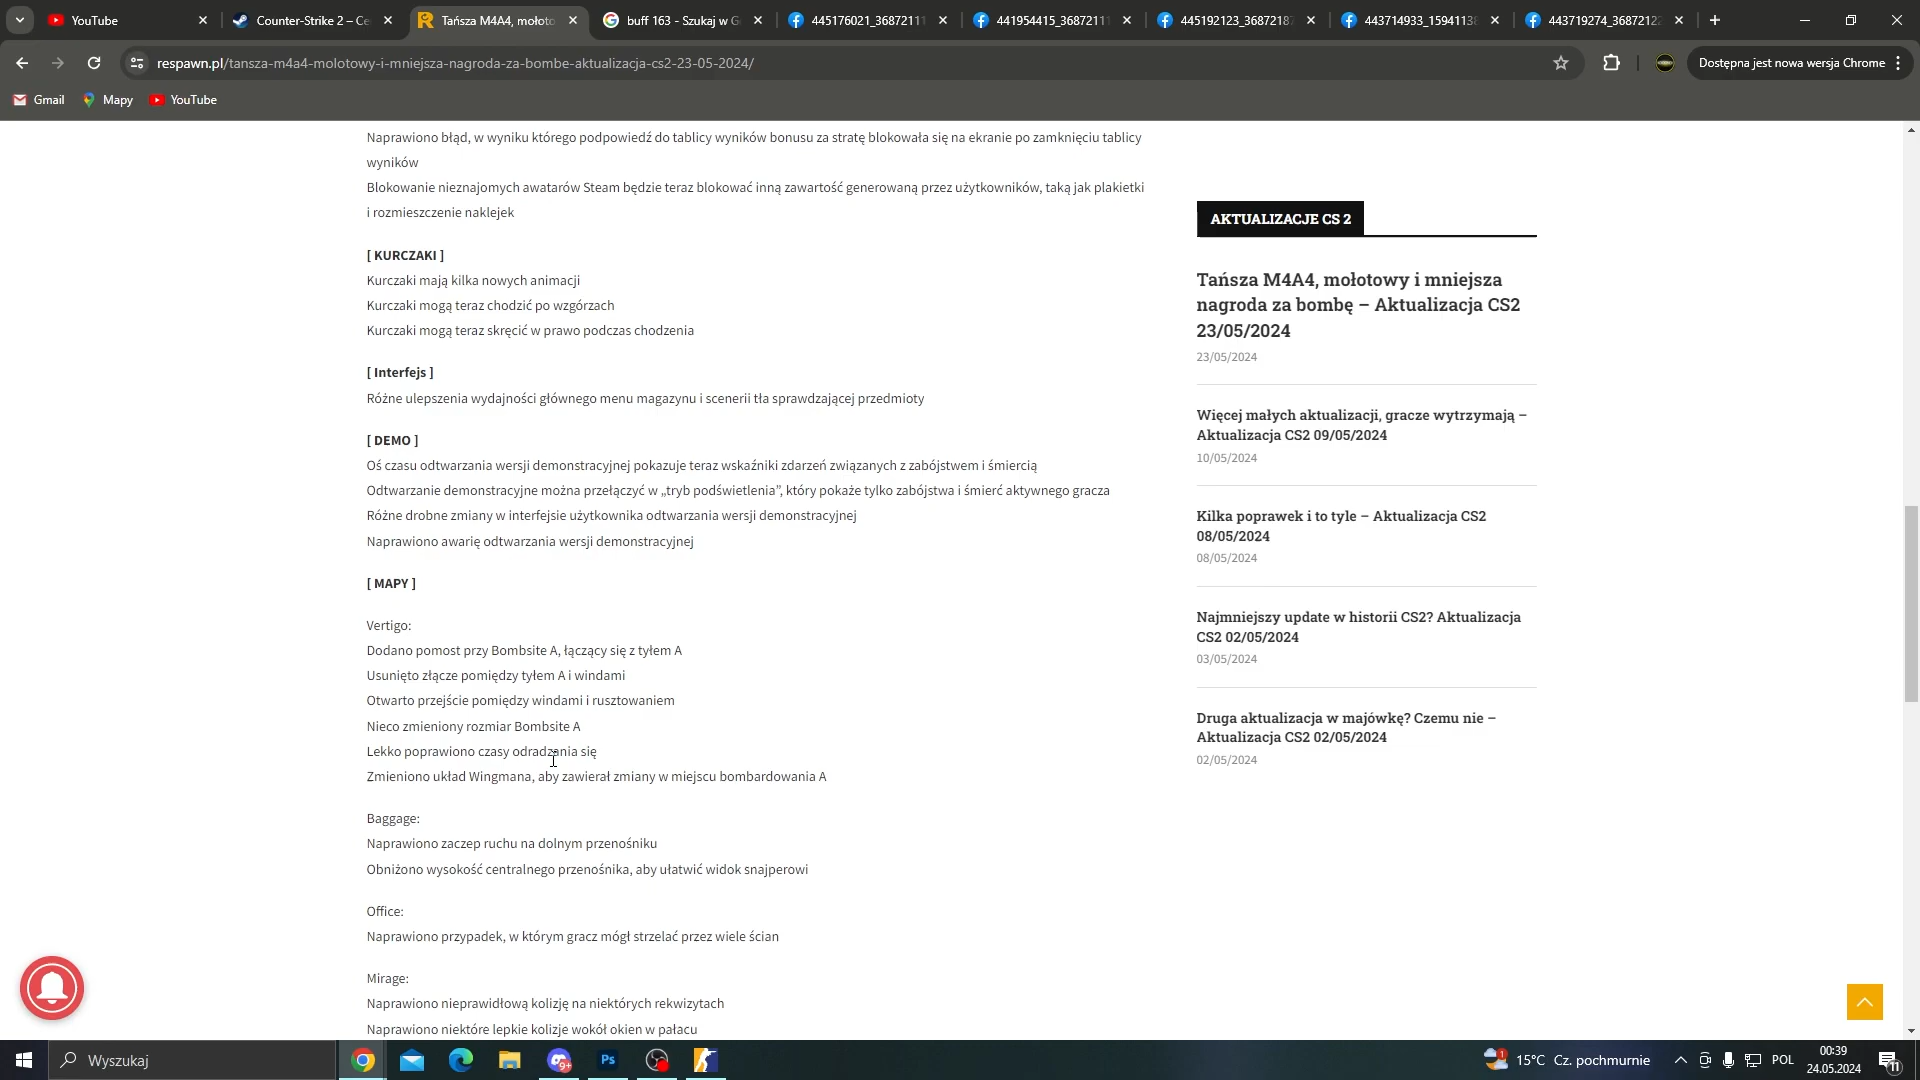 YouTube
Counter-Strike 2 – Ce
Tańsza M4A4, mołoto
buff 163 - Szukaj w G
445176021_36872111
441954415_36872111
445192123_36872187
443714933_15941138
443719274_36872122
respawn.pl/tansza-m4a4-molotowy-i-mniejsza-nagroda-za-bombe-aktualizacja-cs2-23-05-2024/
Dostępna jest nowa wersja Chrome
Gmail
Mapy
YouTube
Naprawiono błąd, w wyniku którego podpowiedź do tablicy wyników bonusu za stratę blokowała się na ekranie po zamknięciu tablicy
wyników
Blokowanie nieznajomych awatarów Steam będzie teraz blokować inną zawartość generowaną przez użytkowników, taką jak plakietki
i rozmieszczenie naklejek
[ KURCZAKI ]
Kurczaki mają kilka nowych animacji
Kurczaki mogą teraz chodzić po wzgórzach
Kurczaki mogą teraz skręcić w prawo podczas chodzenia
[ Interfejs ]
Różne ulepszenia wydajności głównego menu magazynu i scenerii tła sprawdzającej przedmioty
[ DEMO ]
Oś czasu odtwarzania wersji demonstracyjnej pokazuje teraz wskaźniki zdarzeń związanych z zabójstwem i śmiercią
Odtwarzanie demonstracyjne można przełączyć w „tryb podświetlenia”, który pokaże tylko zabójstwa i śmierć aktywnego gracza
Różne drobne zmiany w interfejsie użytkownika odtwarzania wersji demonstracyjnej
Naprawiono awarię odtwarzania wersji demonstracyjnej
[ MAPY ]
Vertigo:
Dodano pomost przy Bombsite A, łączący się z tyłem A
Usunięto złącze pomiędzy tyłem A i windami
Otwarto przejście pomiędzy windami i rusztowaniem
Nieco zmieniony rozmiar Bombsite A
Lekko poprawiono czasy odradzania się
Zmieniono układ Wingmana, aby zawierał zmiany w miejscu bombardowania A
Baggage:
Naprawiono zaczep ruchu na dolnym przenośniku
Obniżono wysokość centralnego przenośnika, aby ułatwić widok snajperowi
Office:
Naprawiono przypadek, w którym gracz mógł strzelać przez wiele ścian
Mirage:
Naprawiono nieprawidłową kolizję na niektórych rekwizytach
Naprawiono niektóre lepkie kolizje wokół okien w pałacu
AKTUALIZACJE CS 2
Tańsza M4A4, mołotowy i mniejsza
nagroda za bombę – Aktualizacja CS2
23/05/2024
23/05/2024
Więcej małych aktualizacji, gracze wytrzymają –
Aktualizacja CS2 09/05/2024
10/05/2024
Kilka poprawek i to tyle – Aktualizacja CS2
08/05/2024
08/05/2024
Najmniejszy update w historii CS2? Aktualizacja
CS2 02/05/2024
03/05/2024
Druga aktualizacja w majówkę? Czemu nie –
Aktualizacja CS2 02/05/2024
02/05/2024
Wyszukaj
9+
Ps
1
15°C Cz. pochmurnie
POL
00:39
24.05.2024
11